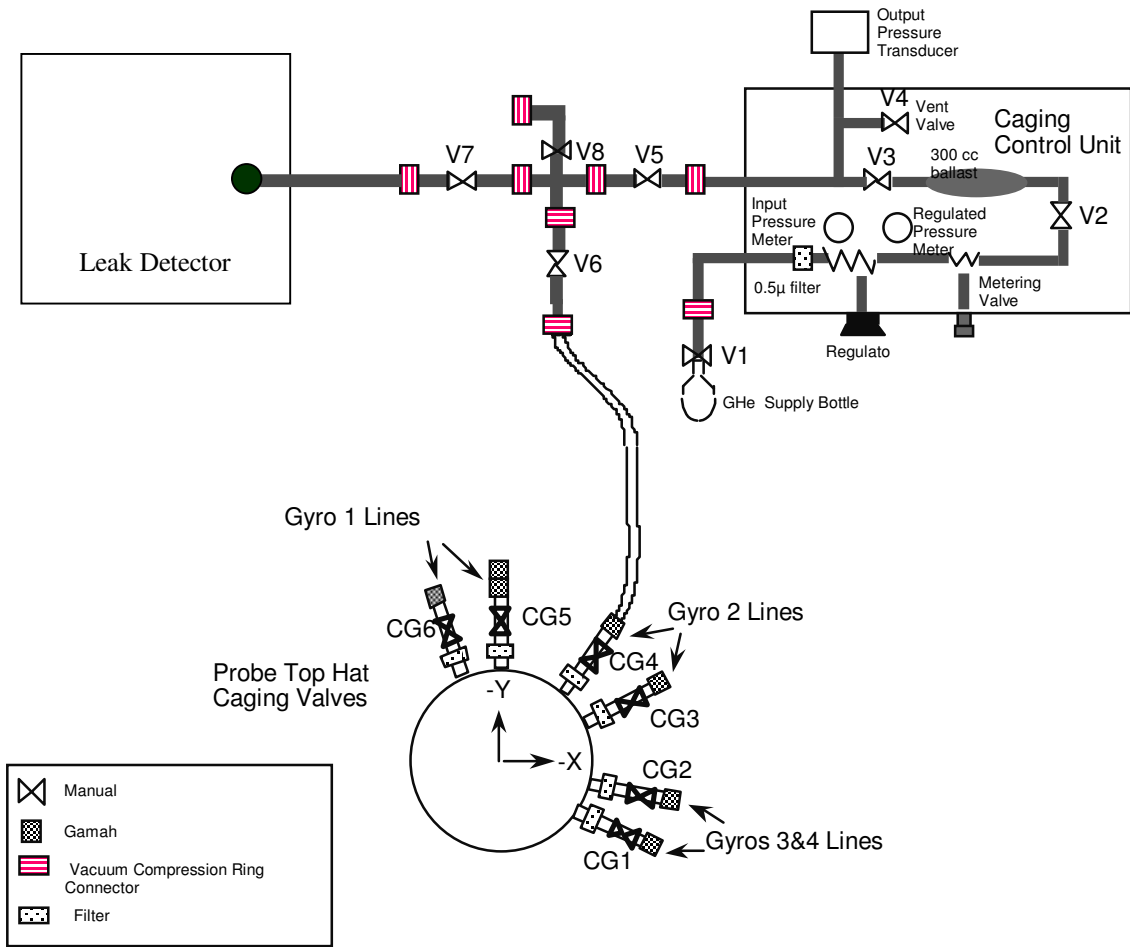 Output
Pressure
Transducer
V4
Vent
Valve
Caging
Control Unit
V7
V8
V5
V3
300 cc
ballast
V2
Input
Pressure
Meter
Regulated
Pressure
Meter
Leak Detector
V6
0.5μ filter
Metering
Valve
V1
Regulato
GHe Supply Bottle
Gyro 1 Lines
Gyro 2 Lines
CG6
CG5
CG4
Probe Top Hat
Caging Valves
-Y
CG3
-X
CG2
Gyros 3&4 Lines
CG1
Manual
Gamah
Vacuum Compression Ring
Connector
Filter